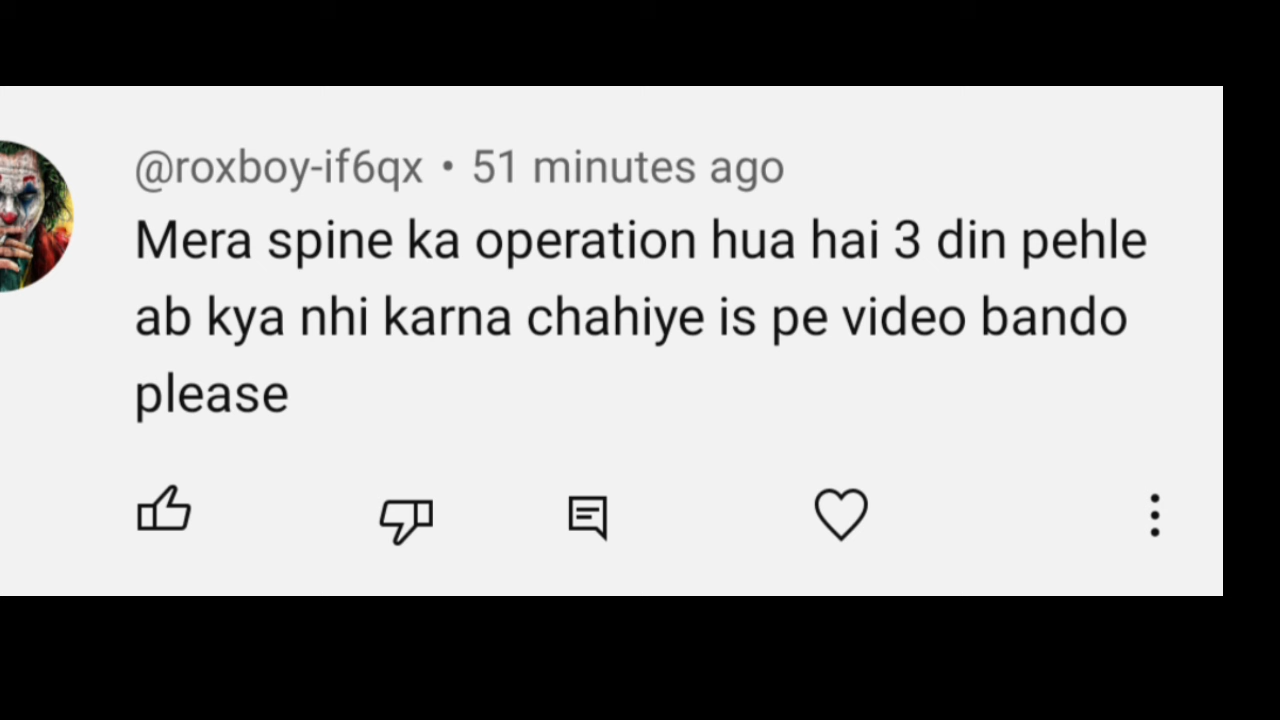 @roxboy-if6qx • 51 minutes ago
Mera spine ka operation hua hai 3 din pehle
ab kya nhi karna chahiye is pe video bando
please